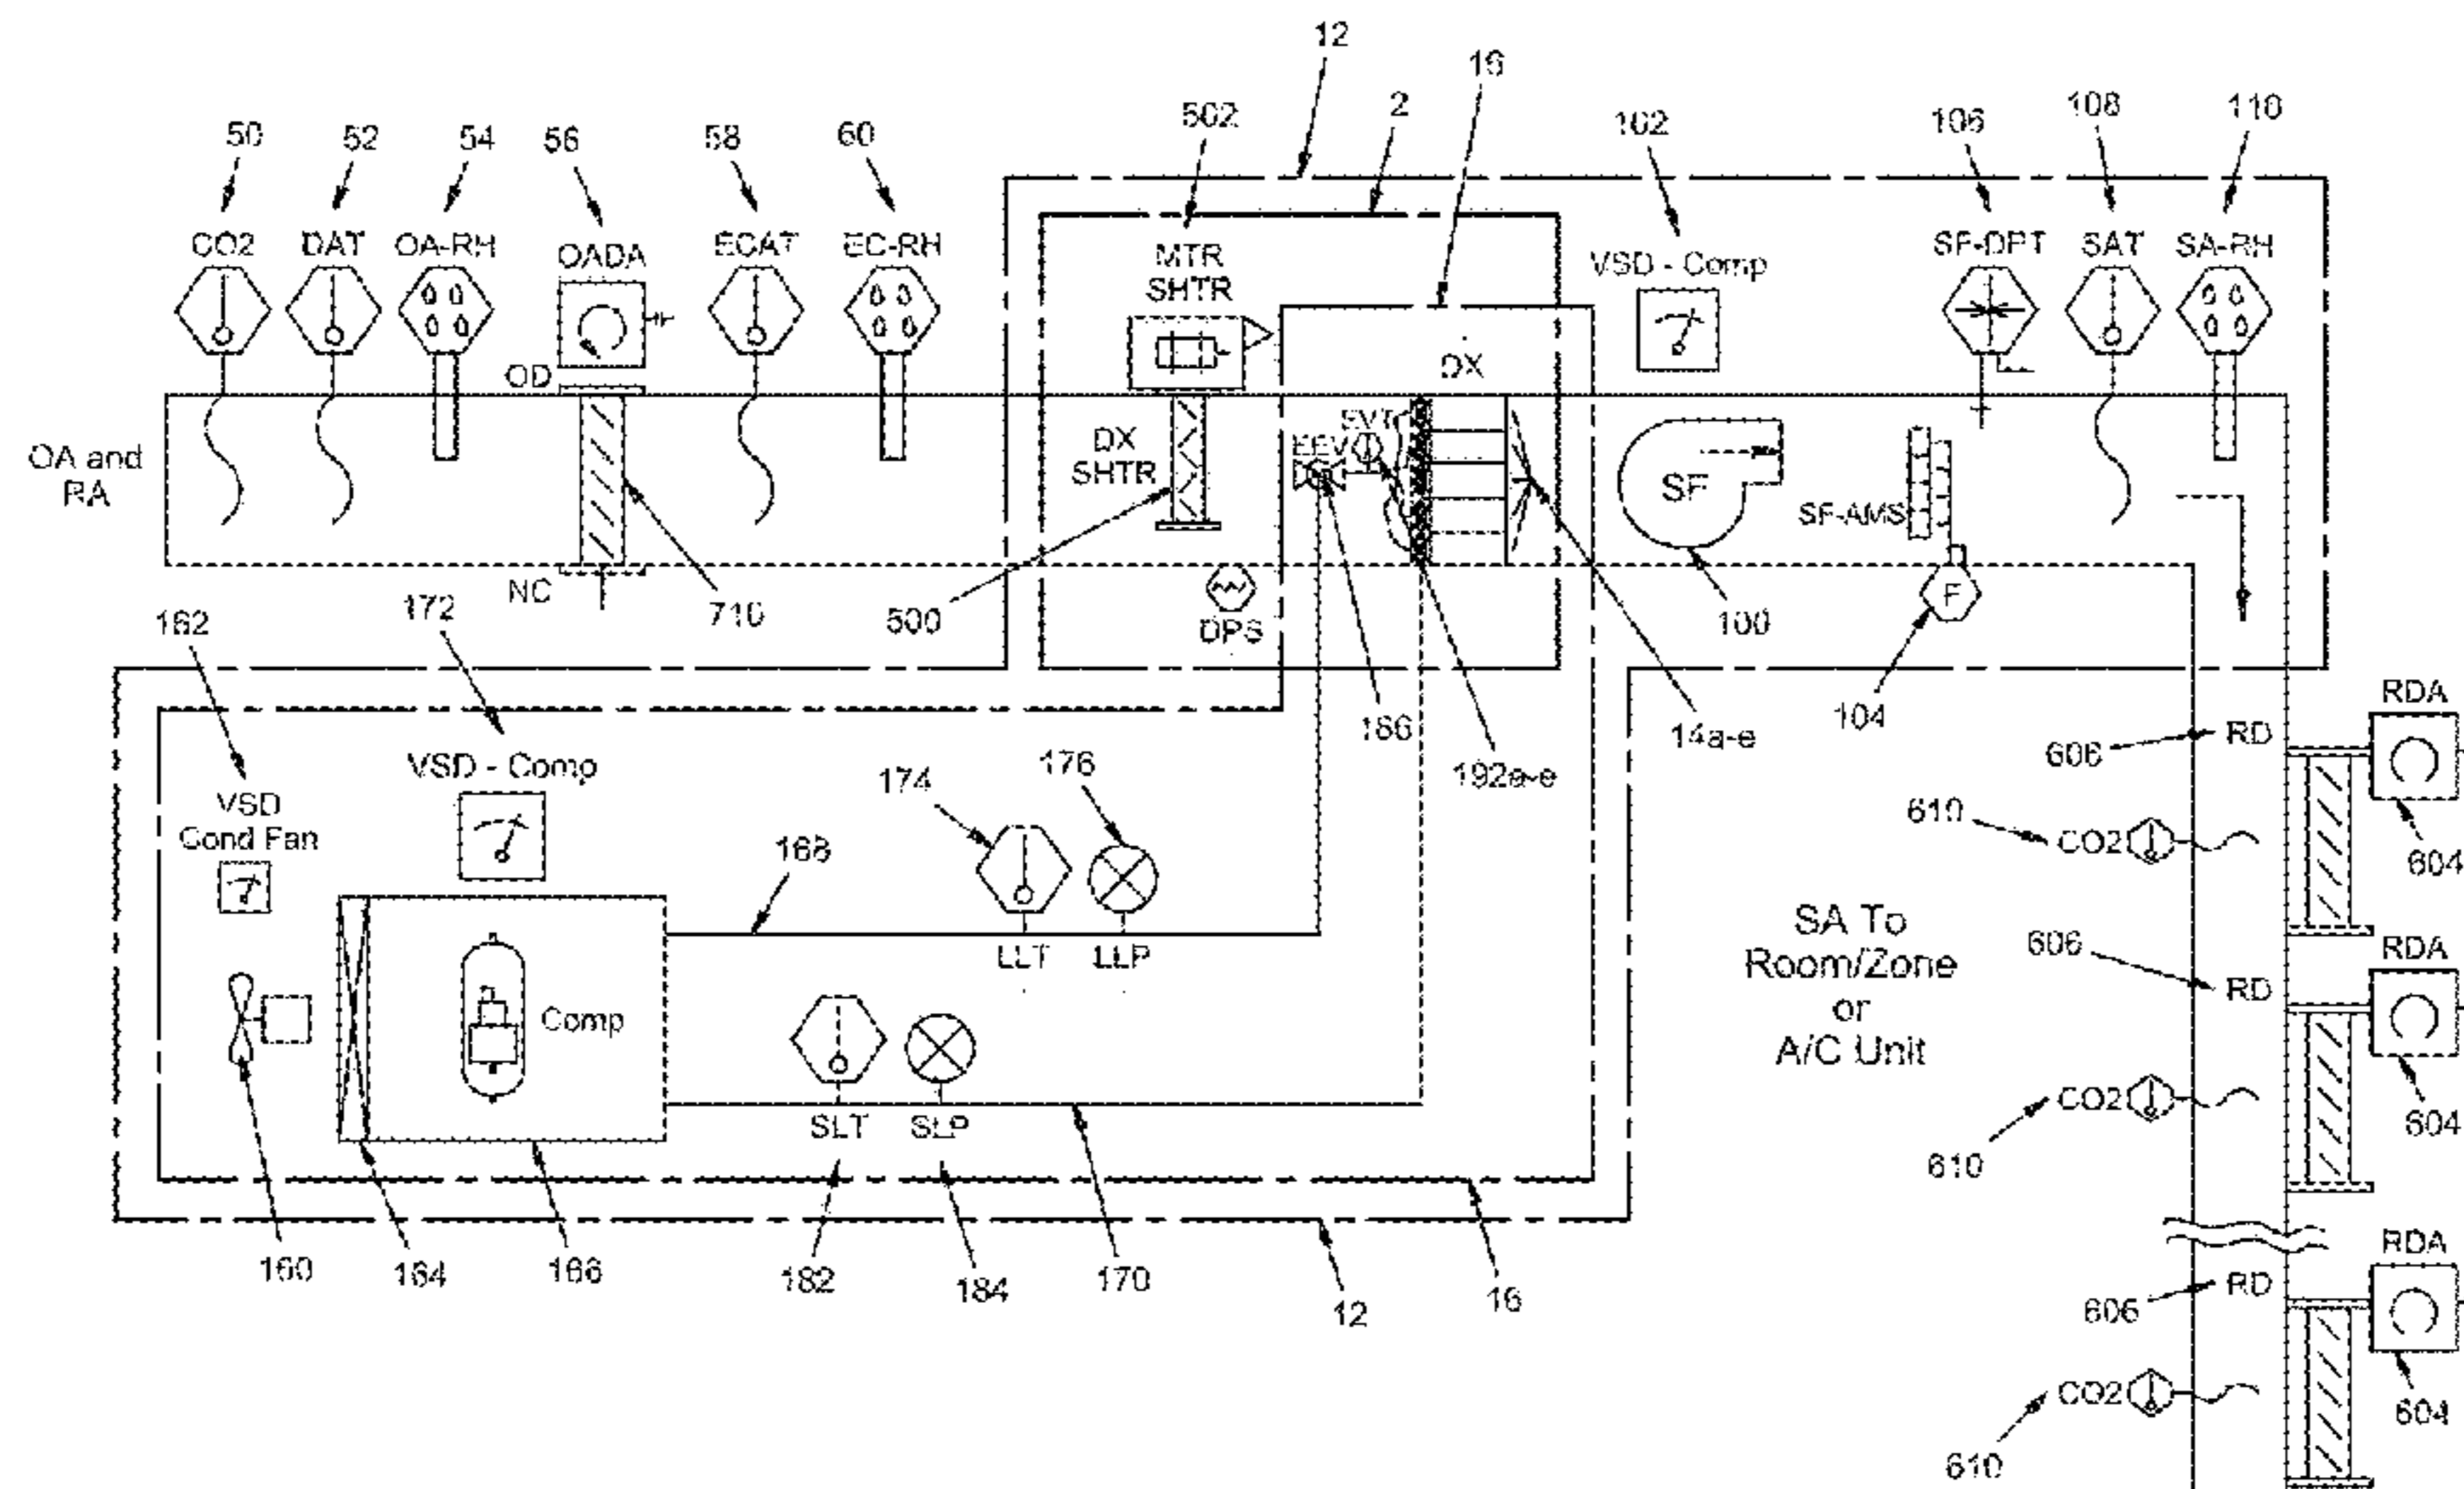 12
16
2
502
102
106
108
110
50
52
54
56
58
60
CO2
DAT
OA-RH
OADA
ECAT
EC-RH
MTR
SHTR
VSD - Comp
SF-DPT
SAT
SA-RH
OD
DX
OA and
RA
DX
SHTR
EEV
EVT
SF
SF-AMS
NC
710
500
DPS
100
F
104
162
172
186
14a-e
192a-e
VSD
Cond Fan
VSD - Comp
174
176
168
LLT
LLP
Comp
SLT
SLP
160
164
166
182
184
170
16
12
SA To
Room/Zone
or
A/C Unit
RDA
606
RD
610
CO2
604
RDA
606
RD
610
CO2
604
RDA
606
RD
610
CO2
604